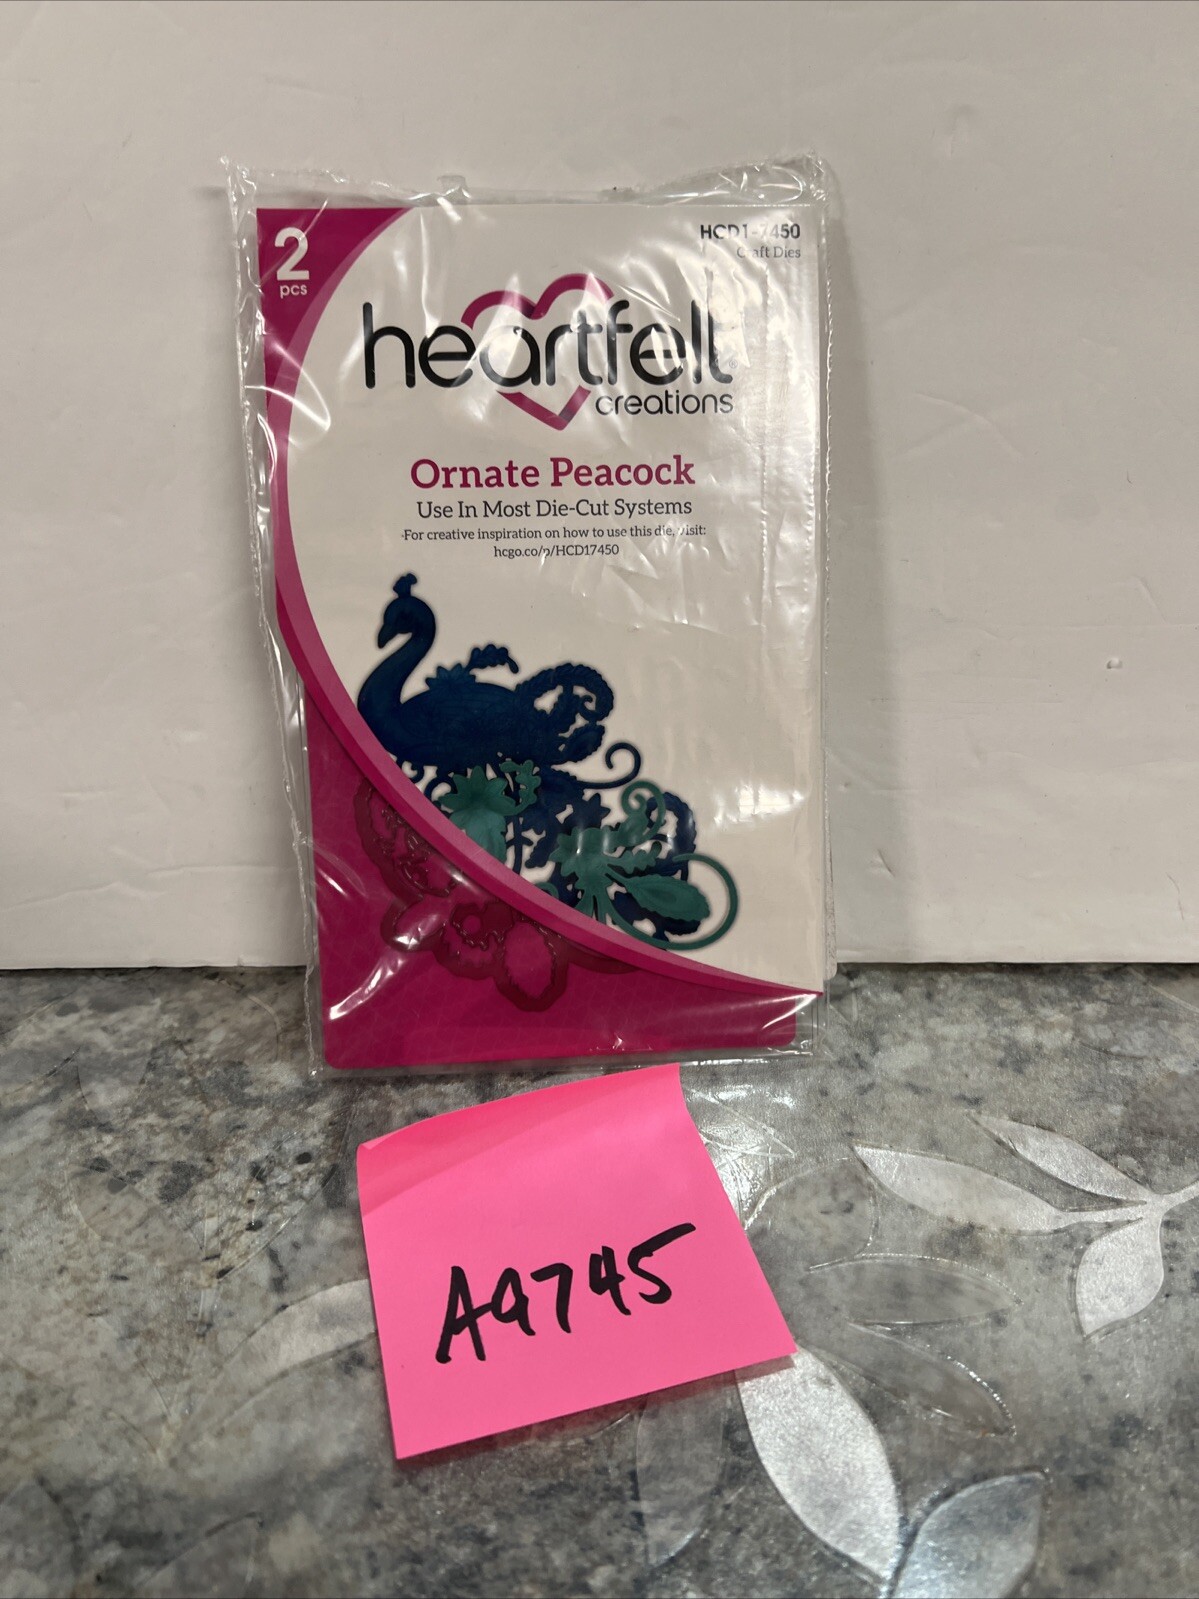 2
pcs
HCD1-7450
Craft Dies
heartfelt
creations
Ornate Peacock
Use In Most Die-Cut Systems
For creative inspiration on how to use this die, visit:
hcgo.co/p/HCD17450
A9745